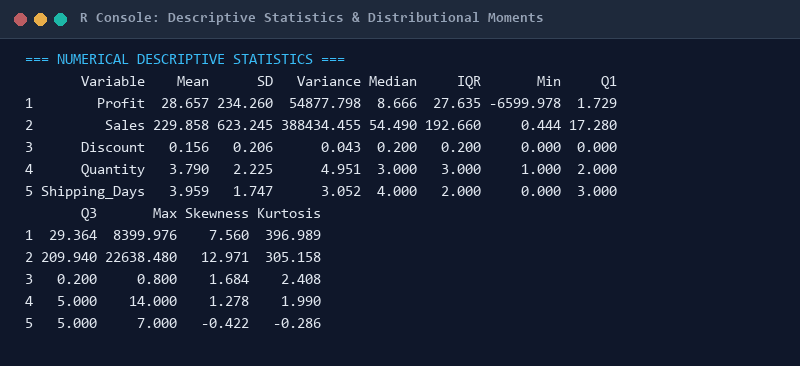 R Console: Descriptive Statistics & Distributional Moments
=== NUMERICAL DESCRIPTIVE STATISTICS ===
       Variable    Mean      SD   Variance Median     IQR       Min     Q1
1        Profit  28.657 234.260  54877.798  8.666  27.635 -6599.978  1.729
2         Sales 229.858 623.245 388434.455 54.490 192.660     0.444 17.280
3      Discount   0.156   0.206      0.043  0.200   0.200     0.000  0.000
4      Quantity   3.790   2.225      4.951  3.000   3.000     1.000  2.000
5 Shipping_Days   3.959   1.747      3.052  4.000   2.000     0.000  3.000
       Q3       Max Skewness Kurtosis
1  29.364  8399.976    7.560  396.989
2 209.940 22638.480   12.971  305.158
3   0.200     0.800    1.684    2.408
4   5.000    14.000    1.278    1.990
5   5.000     7.000   -0.422   -0.286